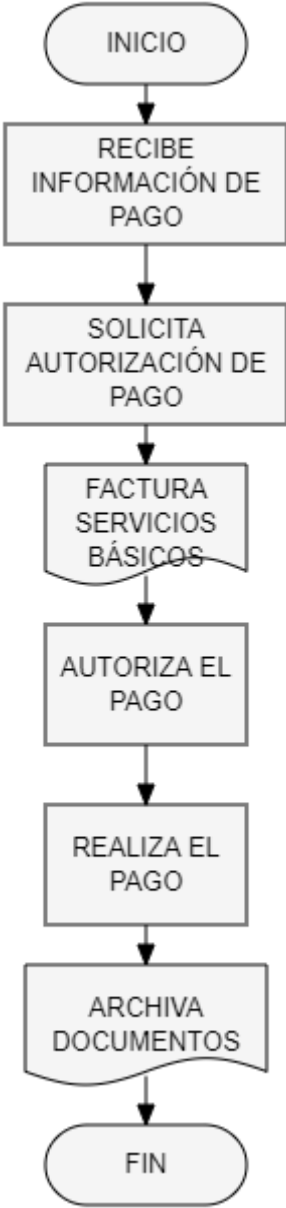 INICIO
RECIBE
INFORMACIÓN DE
PAGO
SOLICITA
AUTORIZACIÓN DE
PAGO
FACTURA
SERVICIOS
BÁSICOS
AUTORIZA EL
PAGO
REALIZA EL
PAGO
ARCHIVA
DOCUMENTOS
FIN